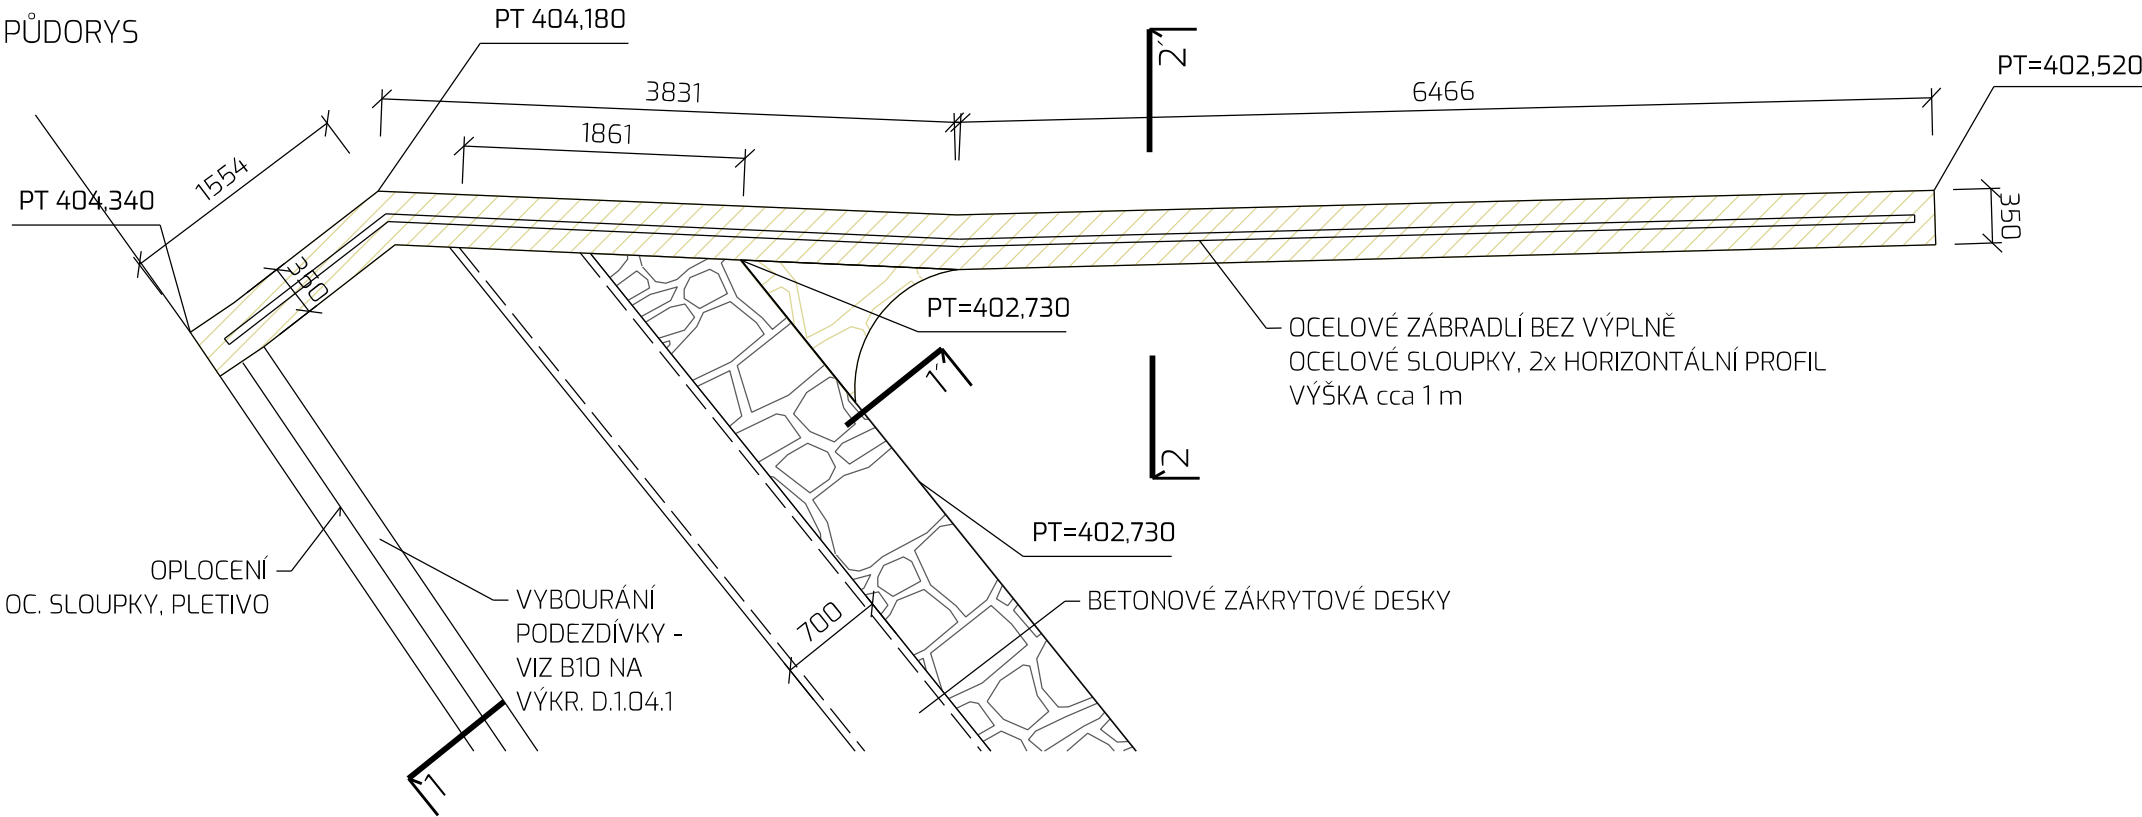 PŮDORYS
PT 404,180
2´
PT=402,520
3831
6466
1861
1554
PT 404,340
350
350
PT=402,730
OCELOVÉ ZÁBRADLÍ BEZ VÝPLNĚ
OCELOVÉ SLOUPKY, 2x HORIZONTÁLNÍ PROFIL
VÝŠKA cca 1 m
1´
2
PT=402,730
OPLOCENÍ
OC. SLOUPKY, PLETIVO
VYBOURÁNÍ
PODEZDÍVKY -
VIZ B10 NA
VÝKR. D.1.04.1
700
BETONOVÉ ZÁKRYTOVÉ DESKY
1